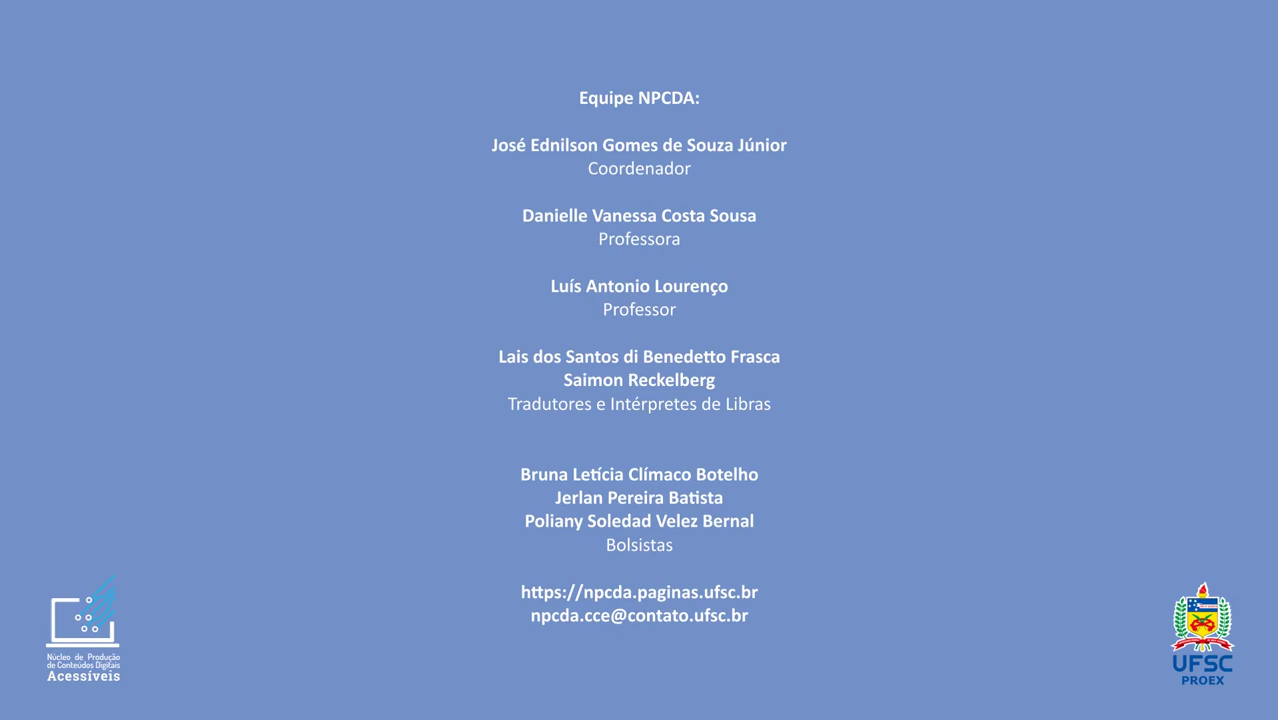 Equipe NPCDA:
José Ednilson Gomes de Souza Júnior
Coordenador
Danielle Vanessa Costa Sousa
Professora
Luís Antonio Lourenço
Professor
Lais dos Santos di Benedetto Frasca
Saimon Reckelberg
Tradutores e Intérpretes de Libras
Bruna Letícia Clímaco Botelho
Jerlan Pereira Batista
Poliany Soledad Velez Bernal
Bolsistas
https://npcda.paginas.ufsc.br
npcda.cce@contato.ufsc.br
Núcleo de Produção
de Conteúdos Digitais
Acessíveis
UFSC
PROEX